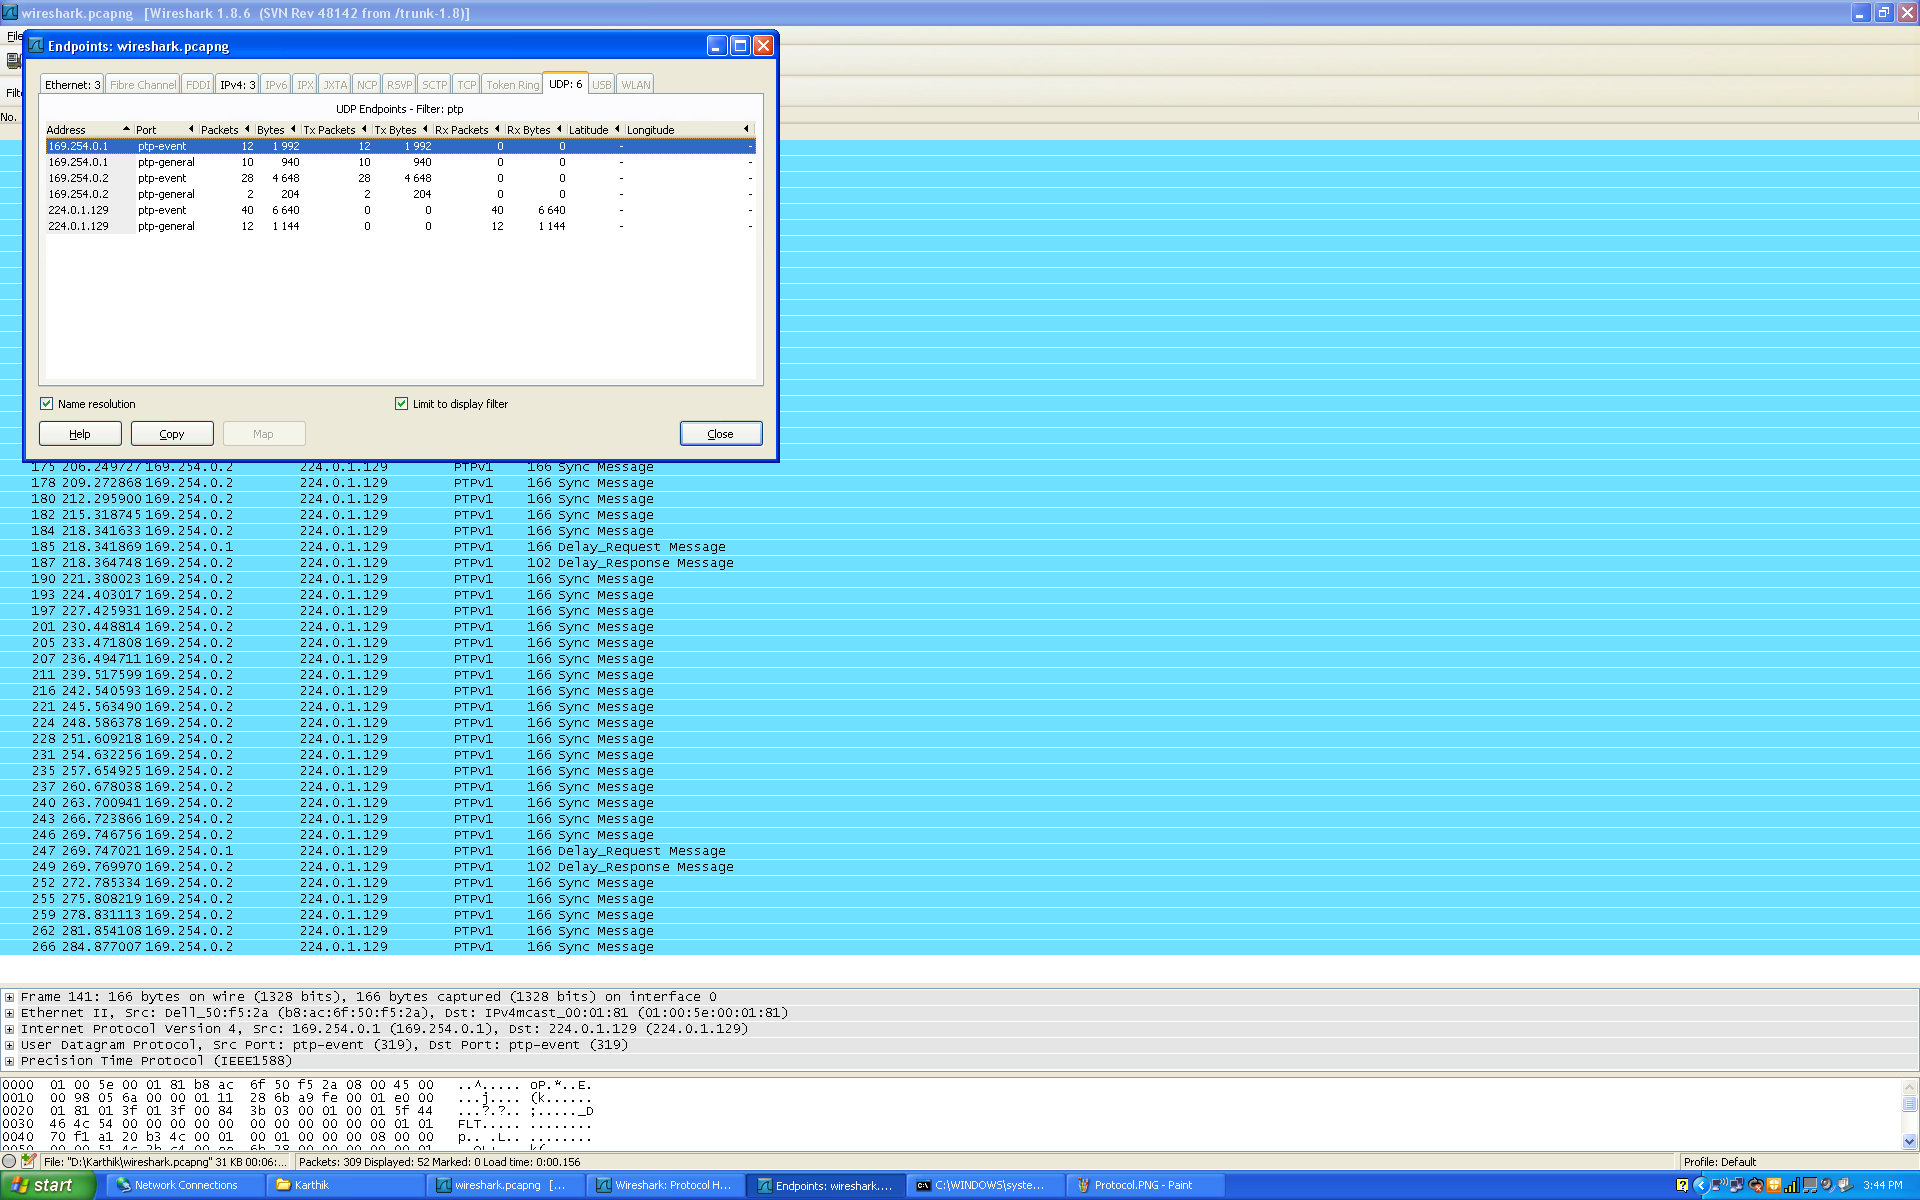 wireshark.pcapng [Wireshark 1.8.6 (SVN Rev 48142 from /trunk-1.8)]
File
Endpoints: wireshark.pcapng
Ethernet: 3 Fibre Channel FDDI IPv4: 3 IPv6 IPX JXTA NCP RSVP SCTP TCP Token Ring UDP: 6 USB WLAN
UDP Endpoints - Filter: ptp
No.
Address Port Packets Bytes Tx Packets Tx Bytes Rx Packets Rx Bytes Latitude Longitude
169.254.0.1 ptp-event 12 1 992 12 1 992 0 0 - -
169.254.0.1 ptp-general 10 940 10 940 0 0 - -
169.254.0.2 ptp-event 28 4 648 28 4 648 0 0 - -
169.254.0.2 ptp-general 2 204 2 204 0 0 - -
224.0.1.129 ptp-event 40 6 640 0 0 40 6 640 - -
224.0.1.129 ptp-general 12 1 144 0 0 12 1 144 - -
Name resolution Limit to display filter
Help Copy Map Close
175 206.249727 169.254.0.2 224.0.1.129 PTPv1 166 Sync Message
178 209.272868 169.254.0.2 224.0.1.129 PTPv1 166 Sync Message
180 212.295900 169.254.0.2 224.0.1.129 PTPv1 166 Sync Message
182 215.318745 169.254.0.2 224.0.1.129 PTPv1 166 Sync Message
184 218.341633 169.254.0.2 224.0.1.129 PTPv1 166 Sync Message
185 218.341869 169.254.0.1 224.0.1.129 PTPv1 166 Delay_Request Message
187 218.364748 169.254.0.2 224.0.1.129 PTPv1 102 Delay_Response Message
190 221.380023 169.254.0.2 224.0.1.129 PTPv1 166 Sync Message
193 224.403017 169.254.0.2 224.0.1.129 PTPv1 166 Sync Message
197 227.425931 169.254.0.2 224.0.1.129 PTPv1 166 Sync Message
201 230.448814 169.254.0.2 224.0.1.129 PTPv1 166 Sync Message
205 233.471808 169.254.0.2 224.0.1.129 PTPv1 166 Sync Message
207 236.494711 169.254.0.2 224.0.1.129 PTPv1 166 Sync Message
211 239.517599 169.254.0.2 224.0.1.129 PTPv1 166 Sync Message
216 242.540593 169.254.0.2 224.0.1.129 PTPv1 166 Sync Message
221 245.563490 169.254.0.2 224.0.1.129 PTPv1 166 Sync Message
224 248.586378 169.254.0.2 224.0.1.129 PTPv1 166 Sync Message
228 251.609218 169.254.0.2 224.0.1.129 PTPv1 166 Sync Message
231 254.632256 169.254.0.2 224.0.1.129 PTPv1 166 Sync Message
235 257.654925 169.254.0.2 224.0.1.129 PTPv1 166 Sync Message
237 260.678038 169.254.0.2 224.0.1.129 PTPv1 166 Sync Message
240 263.700941 169.254.0.2 224.0.1.129 PTPv1 166 Sync Message
243 266.723866 169.254.0.2 224.0.1.129 PTPv1 166 Sync Message
246 269.746756 169.254.0.2 224.0.1.129 PTPv1 166 Sync Message
247 269.747021 169.254.0.1 224.0.1.129 PTPv1 166 Delay_Request Message
249 269.769970 169.254.0.2 224.0.1.129 PTPv1 102 Delay_Response Message
252 272.785334 169.254.0.2 224.0.1.129 PTPv1 166 Sync Message
255 275.808219 169.254.0.2 224.0.1.129 PTPv1 166 Sync Message
259 278.831113 169.254.0.2 224.0.1.129 PTPv1 166 Sync Message
262 281.854108 169.254.0.2 224.0.1.129 PTPv1 166 Sync Message
266 284.877007 169.254.0.2 224.0.1.129 PTPv1 166 Sync Message
Frame 141: 166 bytes on wire (1328 bits), 166 bytes captured (1328 bits) on interface 0
Ethernet II, Src: Dell_50:f5:2a (b8:ac:6f:50:f5:2a), Dst: IPv4mcast_00:01:81 (01:00:5e:00:01:81)
Internet Protocol Version 4, Src: 169.254.0.1 (169.254.0.1), Dst: 224.0.1.129 (224.0.1.129)
User Datagram Protocol, Src Port: ptp-event (319), Dst Port: ptp-event (319)
Precision Time Protocol (IEEE1588)
0000 01 00 5e 00 01 81 b8 ac 6f 50 f5 2a 08 00 45 00 ..^..... oP.*..E.
0010 00 98 05 6a 00 00 01 11 28 6b a9 fe 00 01 e0 00 ...j.... (k......
0020 01 81 01 3f 01 3f 00 84 3b 03 00 01 00 01 5f 44 ...?.?.. ;....._D
0030 46 4c 54 00 00 00 00 00 00 00 00 00 00 00 01 01 FLT..... ........
0040 70 f1 a1 20 b3 4c 00 01 00 01 00 00 00 08 00 00 p.. .L.. ........
File: "D:\Karthik\wireshark.pcapng" 31 KB 00:06:... Packets: 309 Displayed: 52 Marked: 0 Load time: 0:00.156 Profile: Default
start Network Connections Karthik wireshark.pcapng [... Wireshark: Protocol H... Endpoints: wireshark.... C:\WINDOWS\syste... Protocol.PNG - Paint 3:44 PM